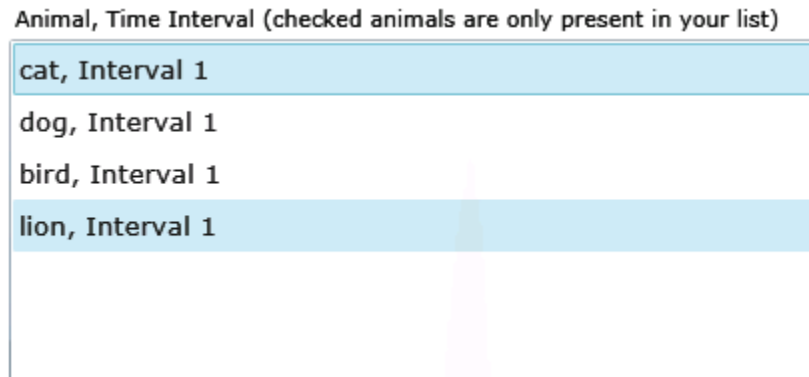 Animal, Time Interval (checked animals are only present in your list)
cat, Interval 1
dog, Interval 1
bird, Interval 1
lion, Interval 1